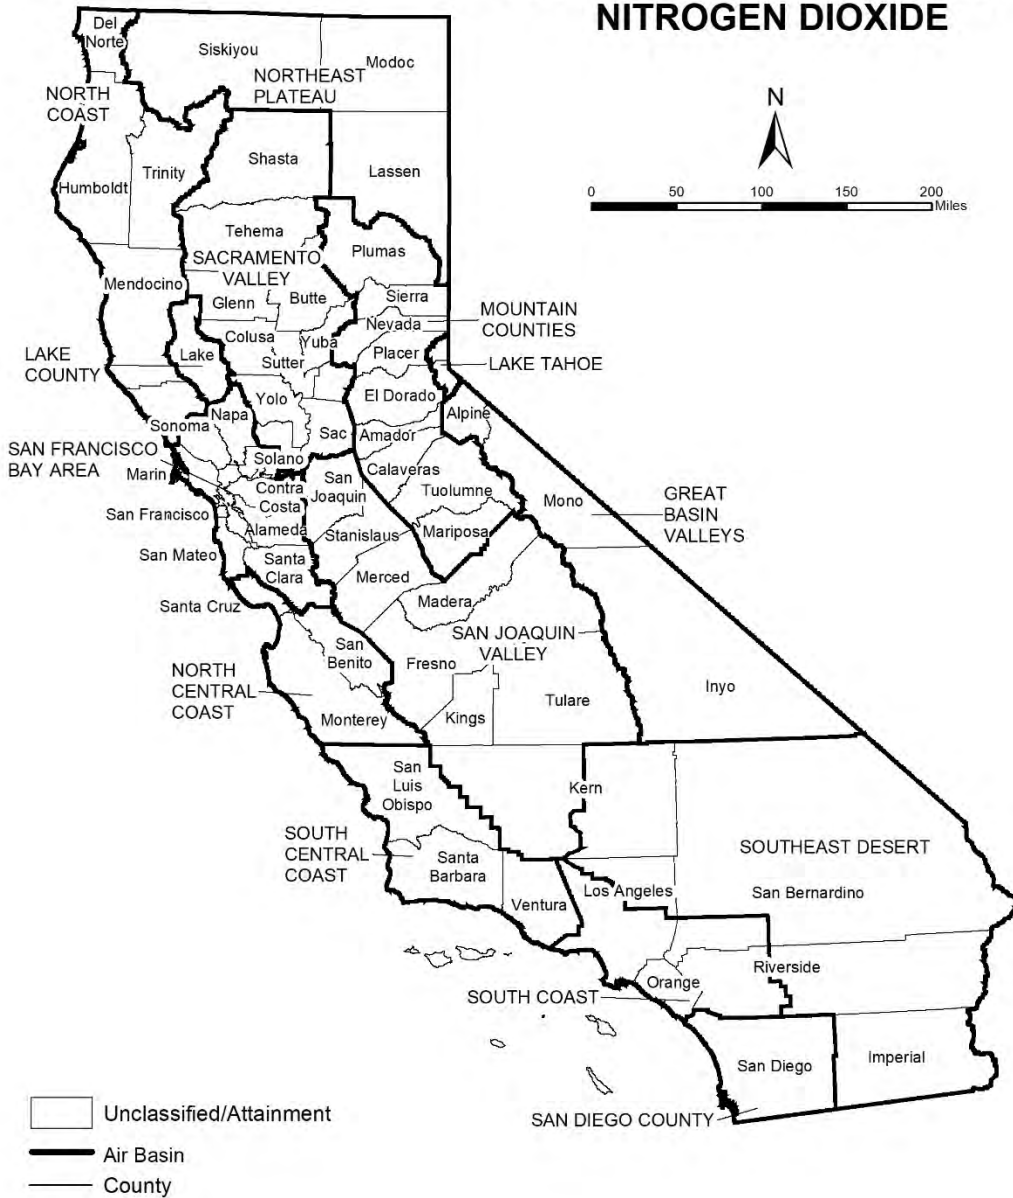 NITROGEN DIOXIDE
Del
Norte
Siskiyou
Modoc
NORTHEAST
PLATEAU
NORTH
COAST
N
Shasta
Trinity
Lassen
Humboldt
0 50 100 150 200
Miles
Tehema
Plumas
SACRAMENTO
VALLEY
Mendocino
Glenn
Butte
Sierra
MOUNTAIN
COUNTIES
Nevada
Colusa
Yuba
Sutter
Placer
LAKE
COUNTY
Lake
LAKE TAHOE
Yolo
El Dorado
Napa
Alpine
Sonoma
Sac
Amador
SAN FRANCISCO
BAY AREA
Solano
Marin
Calaveras
San
Joaquin
Contra
Costa
Tuolumne
Mono
GREAT
BASIN
VALLEYS
San Francisco
Alameda
Stanislaus
Mariposa
San Mateo
Santa
Clara
Merced
Santa Cruz
Madera
SAN JOAQUIN
VALLEY
San
Benito
Fresno
NORTH
CENTRAL
COAST
Inyo
Tulare
Monterey
Kings
San
Luis
Obispo
Kern
SOUTH
CENTRAL
COAST
SOUTHEAST DESERT
Santa
Barbara
Los Angeles
San Bernardino
Ventura
Riverside
Orange
SOUTH COAST
San Diego
Imperial
SAN DIEGO COUNTY
Unclassified/Attainment
Air Basin
County